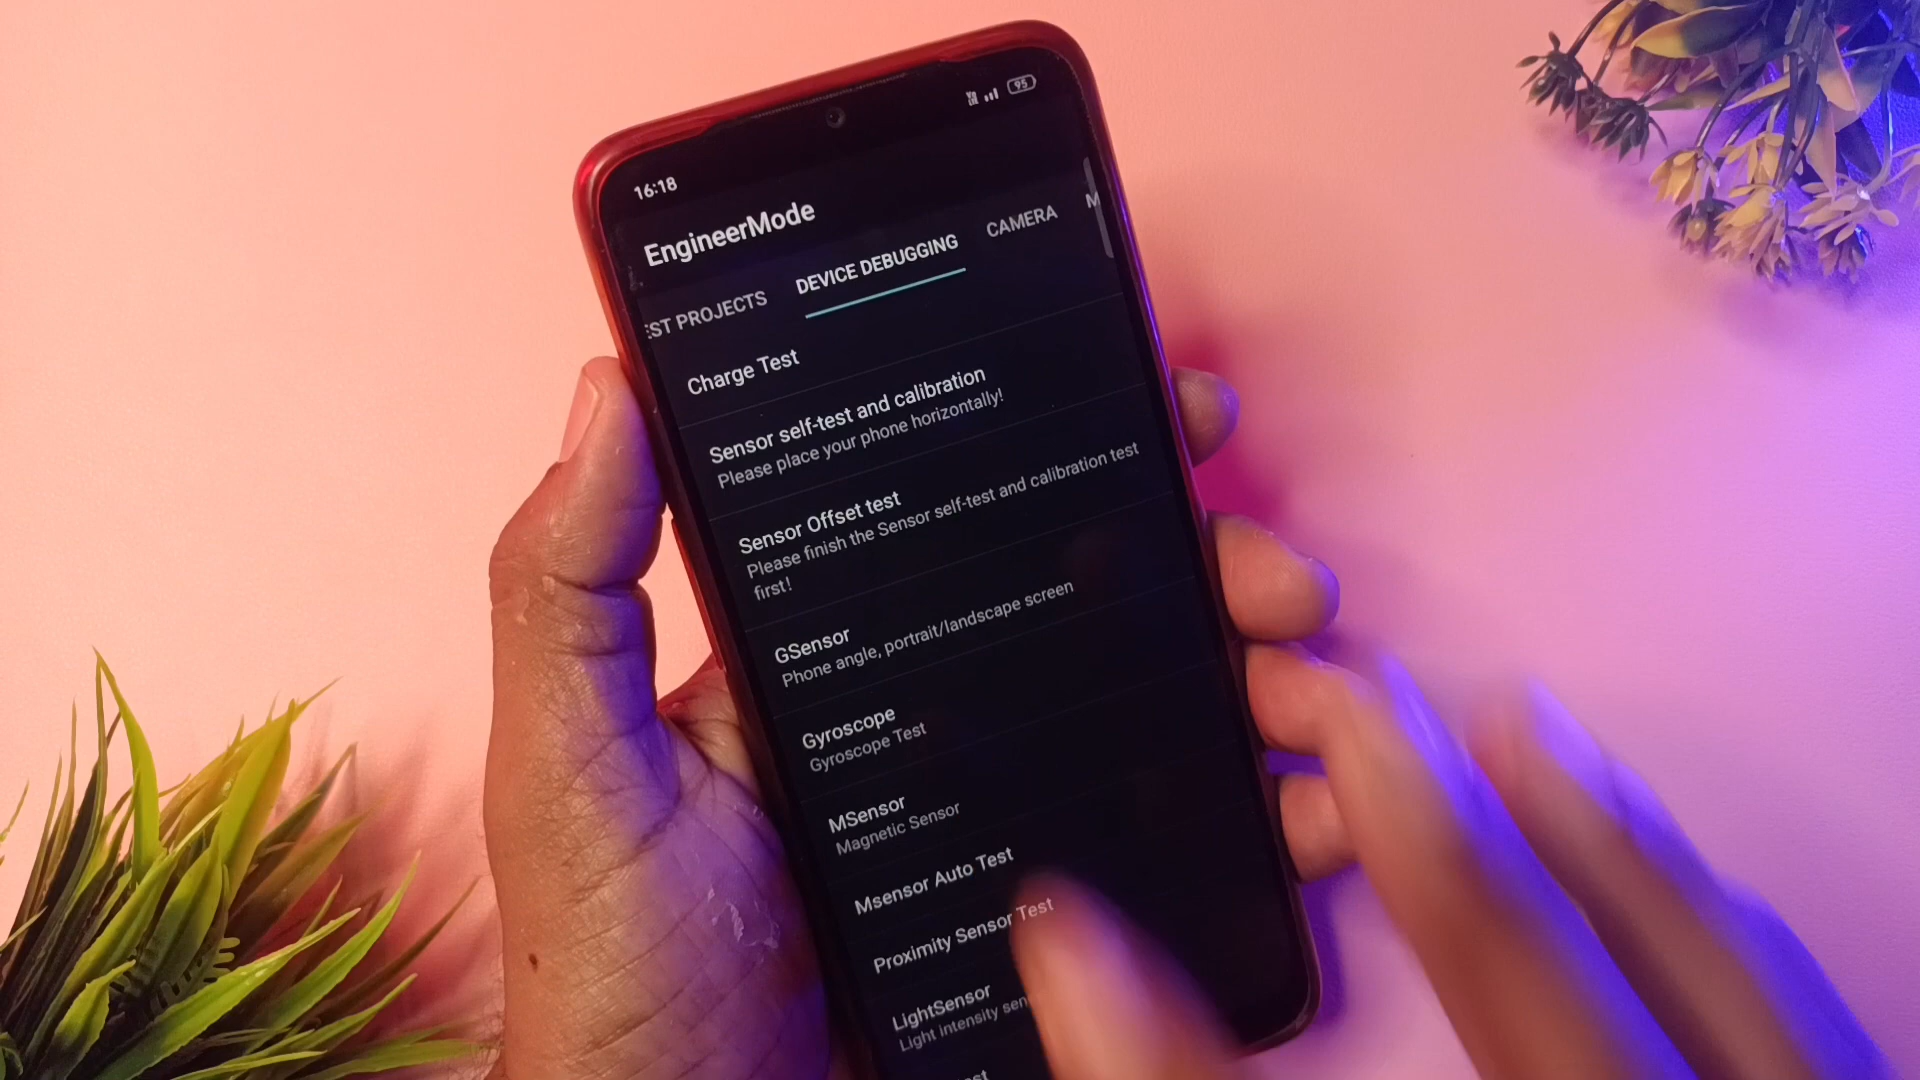 95
16:18
EngineerMode
EST PROJECTS
DEVICE DEBUGGING
CAMERA
M
Charge Test
Sensor self-test and calibration
Please place your phone horizontally!
Sensor Offset test
Please finish the Sensor self-test and calibration test
first!
GSensor
Phone angle, portrait/landscape screen
Gyroscope
Gyroscope Test
MSensor
Magnetic Sensor
Msensor Auto Test
Proximity Sensor Test
LightSensor
Light intensity sen